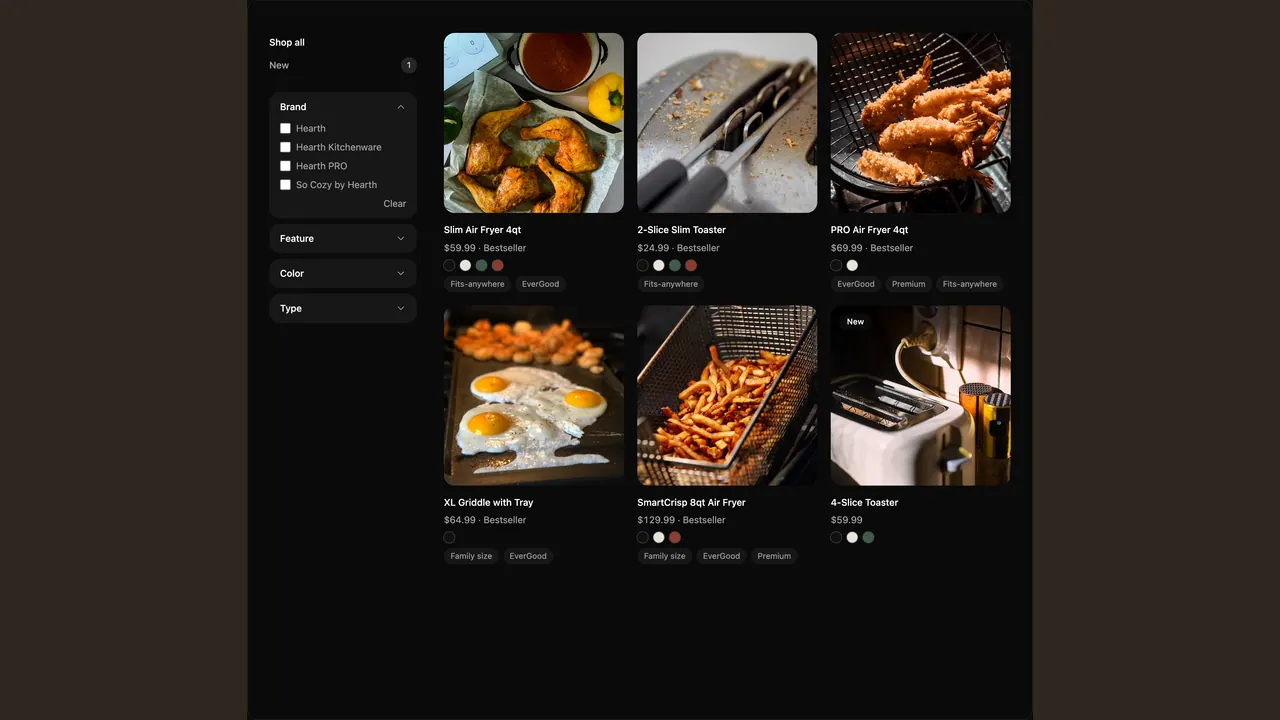 Shop all
New 1
Brand
Hearth
Hearth Kitchenware
Hearth PRO
So Cozy by Hearth
Clear
Feature
Color
Type
Slim Air Fryer 4qt
$59.99 · Bestseller
Fits-anywhere EverGood
2-Slice Slim Toaster
$24.99 · Bestseller
Fits-anywhere
PRO Air Fryer 4qt
$69.99 · Bestseller
EverGood Premium Fits-anywhere
XL Griddle with Tray
$64.99 · Bestseller
Family size EverGood
SmartCrisp 8qt Air Fryer
$129.99 · Bestseller
Family size EverGood Premium
New
4-Slice Toaster
$59.99